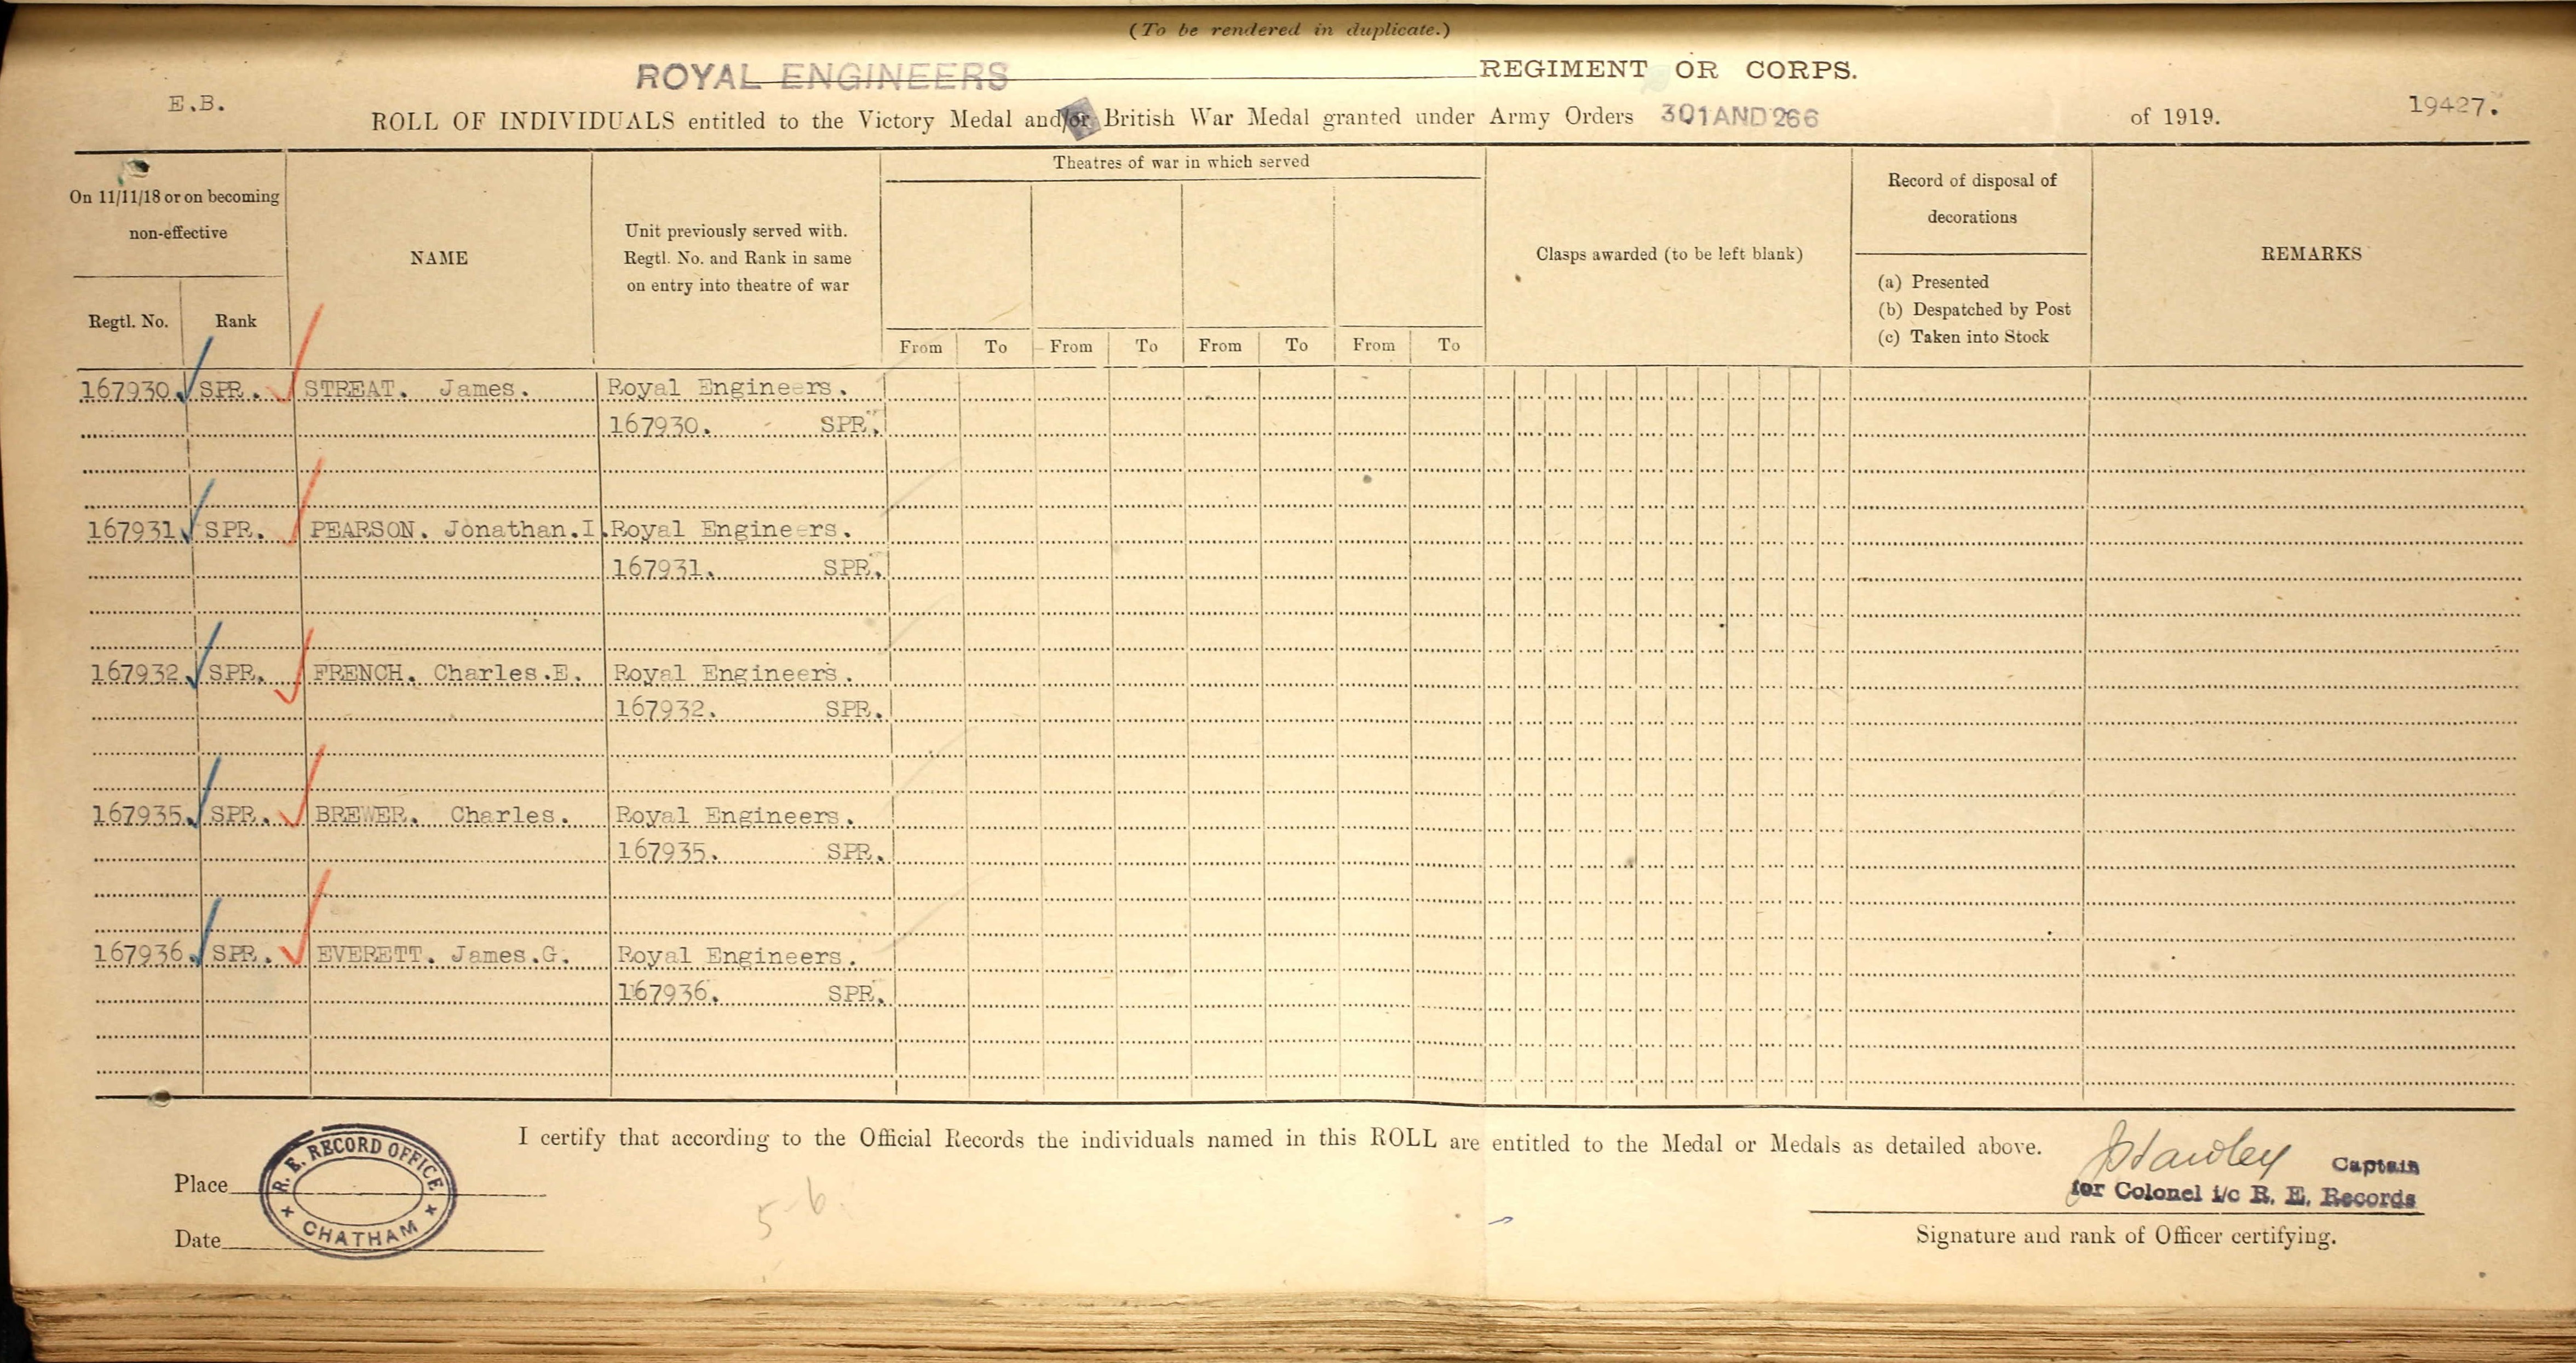 (To be rendered in duplicate.)
ROYAL ENGINEERS REGIMENT OR CORPS.
E.B.
ROLL OF INDIVIDUALS entitled to the Victory Medal and/or British War Medal granted under Army Orders 301 AND 266 of 1919.
19427.
On 11/11/18 or on becoming
non-effective
Regtl. No. Rank
NAME
Unit previously served with.
Regtl. No. and Rank in same
on entry into theatre of war
Theatres of war in which served
From To From To From To From To
Clasps awarded (to be left blank)
Record of disposal of
decorations
(a) Presented
(b) Despatched by Post
(c) Taken into Stock
REMARKS
167930. SPR. STREAT. James. Royal Engineers.
167930. SPR.
167931. SPR. PEARSON. Jonathan.I. Royal Engineers.
167931. SPR.
167932. SPR. FRENCH. Charles.E. Royal Engineers.
167932. SPR.
167935. SPR. BREWER. Charles. Royal Engineers.
167935. SPR.
167936. SPR. EVERETT. James.G. Royal Engineers.
167936. SPR.
I certify that according to the Official Records the individuals named in this ROLL are entitled to the Medal or Medals as detailed above.
Place
R. E. RECORD OFFICE
CHATHAM
Date
5-6.
Captain
for Colonel i/c R. E. Records
Signature and rank of Officer certifying.